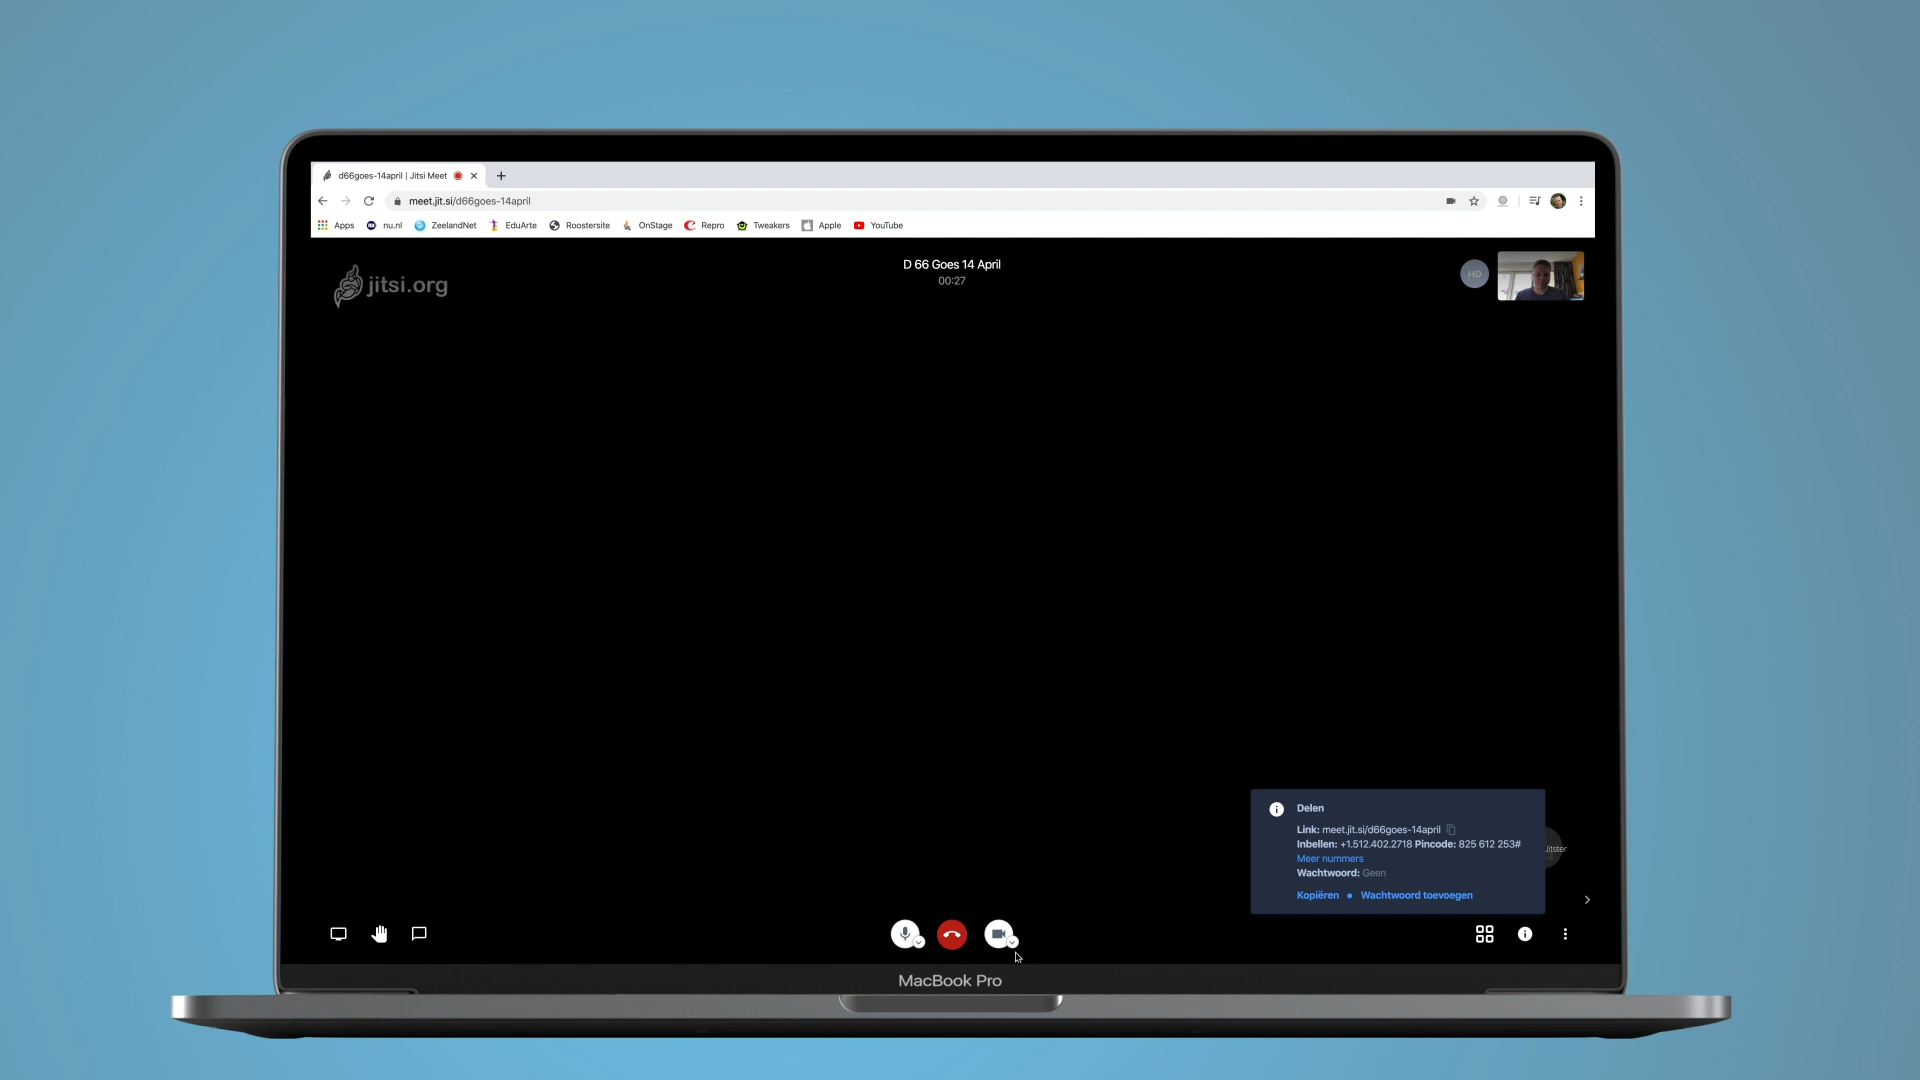 d66goes-14april | Jitsi Meet
meet.jit.si/d66goes-14april
Apps nu.nl ZeelandNet EduArte Roostersite OnStage Repro Tweakers Apple YouTube
jitsi.org
D 66 Goes 14 April
00:27
HD
Delen
Link: meet.jit.si/d66goes-14april
Inbellen: +1.512.402.2718 Pincode: 825 612 253#
Meer nummers
Wachtwoord: Geen
Kopiëren • Wachtwoord toevoegen
MacBook Pro